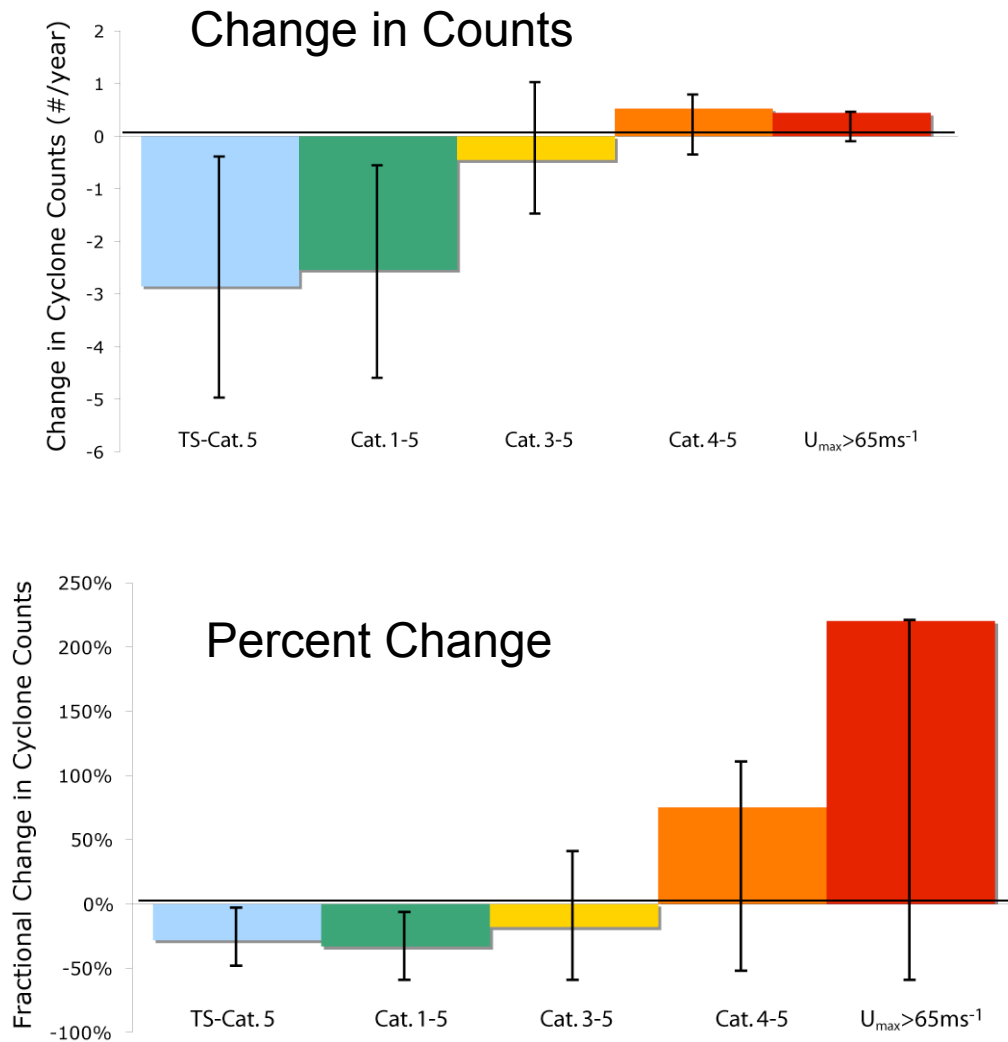 Change in Counts
Change in Cyclone Counts (#/year)
2
1
0
-1
-2
-3
-4
-5
-6
TS-Cat. 5 Cat. 1-5 Cat. 3-5 Cat. 4-5 Umax>65ms-1
Percent Change
Fractional Change in Cyclone Counts
250%
200%
150%
100%
50%
0%
-50%
-100%
TS-Cat. 5 Cat. 1-5 Cat. 3-5 Cat. 4-5 Umax>65ms-1